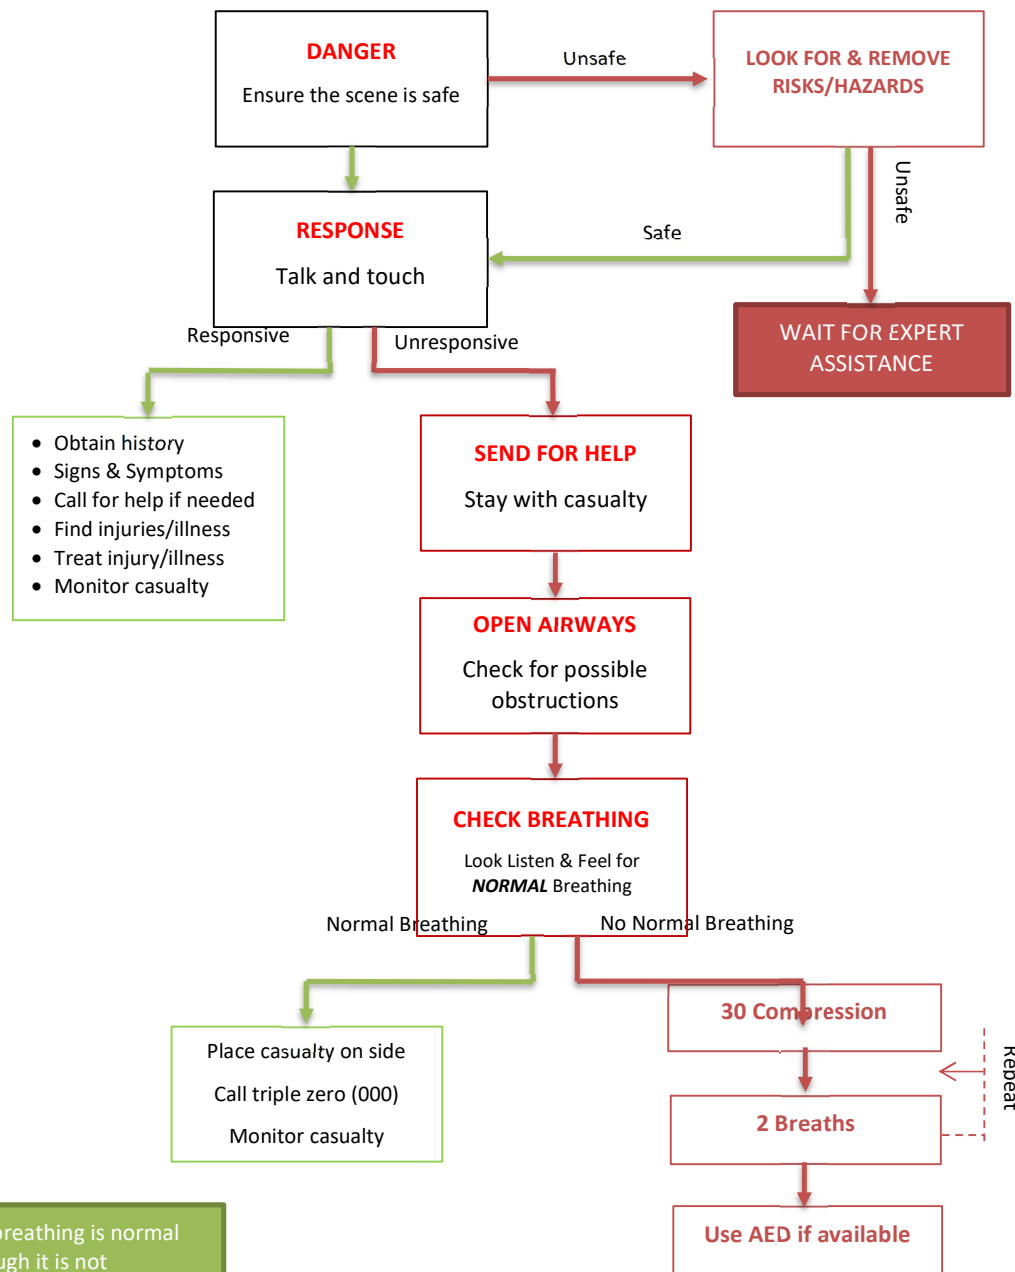 DANGER
Ensure the scene is safe
Unsafe
LOOK FOR & REMOVE
RISKS/HAZARDS
Unsafe
RESPONSE
Talk and touch
Safe
WAIT FOR EXPERT
ASSISTANCE
Responsive
Unresponsive
• Obtain history
• Signs & Symptoms
• Call for help if needed
• Find injuries/illness
• Treat injury/illness
• Monitor casualty
SEND FOR HELP
Stay with casualty
OPEN AIRWAYS
Check for possible
obstructions
CHECK BREATHING
Look Listen & Feel for
NORMAL Breathing
Normal Breathing
No Normal Breathing
Place casualty on side
Call triple zero (000)
Monitor casualty
30 Compression
Repeat
2 Breaths
Use AED if available
breathing is normal
it is not